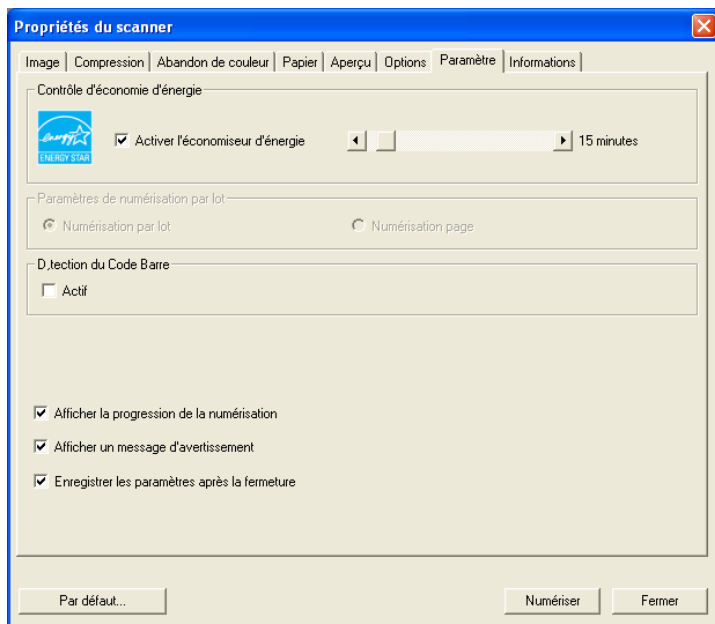 Propriétés du scanner
Image Compression Abandon de couleur Papier Aperçu Options Paramètre Informations
Contrôle d'économie d'énergie
energy
ENERGY STAR
Activer l'économiseur d'énergie
15 minutes
Paramètres de numérisation par lot
Numérisation par lot Numérisation page
D,tection du Code Barre
Actif
Afficher la progression de la numérisation
Afficher un message d'avertissement
Enregistrer les paramètres après la fermeture
Par défaut... Numériser Fermer